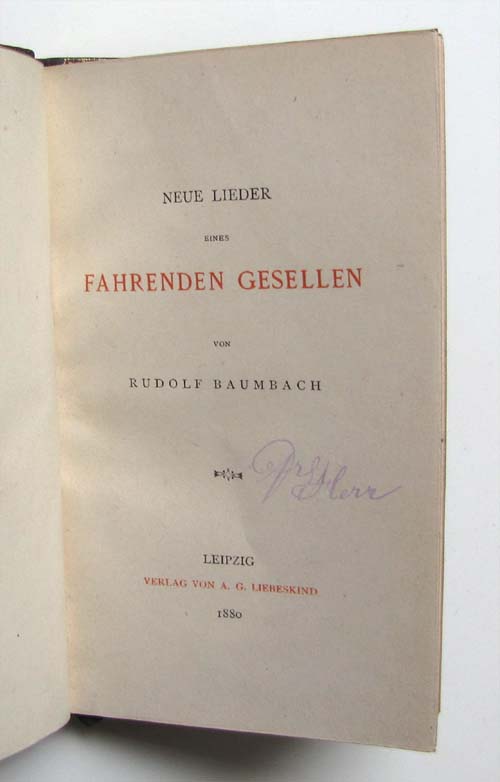 NEUE LIEDER
EINES
FAHRENDEN GESELLEN
VON
RUDOLF BAUMBACH
LEIPZIG
VERLAG VON A. G. LIEBESKIND
1880